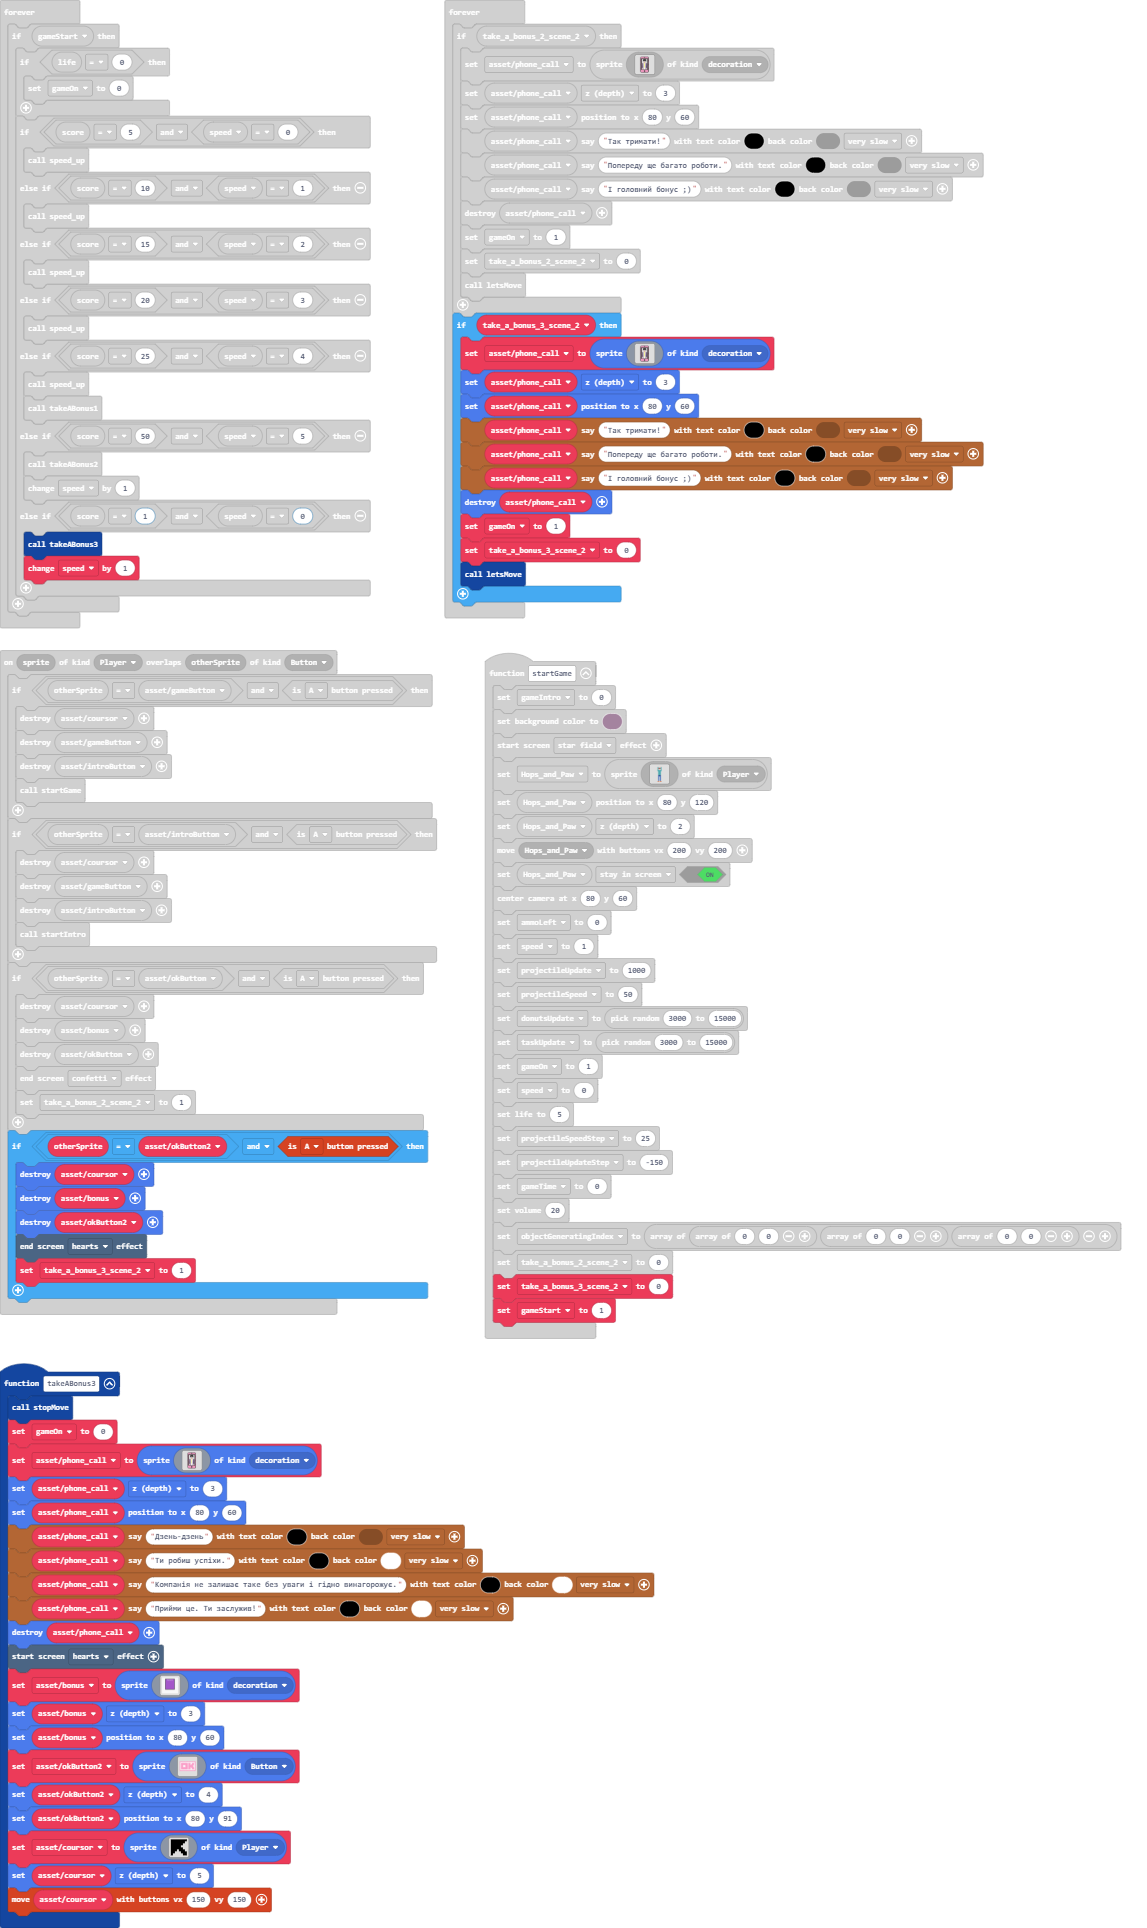 forever
if gameStart then
if life = 0 then
set gameOn to 0
if score = 5 and speed = 0 then
call speed_up
else if score = 10 and speed = 1 then
call speed_up
else if score = 15 and speed = 2 then
call speed_up
else if score = 20 and speed = 3 then
call speed_up
else if score = 25 and speed = 4 then
call speed_up
call takeABonus1
else if score = 50 and speed = 5 then
call takeABonus2
change speed by 1
else if score = 1 and speed = 0 then
call takeABonus3
change speed by 1
forever
if take_a_bonus_2_scene_2 then
set asset/phone_call to sprite of kind decoration
set asset/phone_call z (depth) to 3
set asset/phone_call position to x 80 y 60
asset/phone_call say "Так тримати!" with text color back color very slow
asset/phone_call say "Попереду ще багато роботи." with text color back color very slow
asset/phone_call say "І головний бонус ;)" with text color back color very slow
destroy asset/phone_call
set gameOn to 1
set take_a_bonus_2_scene_2 to 0
call letsMove
if take_a_bonus_3_scene_2 then
set asset/phone_call to sprite of kind decoration
set asset/phone_call z (depth) to 3
set asset/phone_call position to x 80 y 60
asset/phone_call say "Так тримати!" with text color back color very slow
asset/phone_call say "Попереду ще багато роботи." with text color back color very slow
asset/phone_call say "І головний бонус ;)" with text color back color very slow
destroy asset/phone_call
set gameOn to 1
set take_a_bonus_3_scene_2 to 0
call letsMove
on sprite of kind Player overlaps otherSprite of kind Button
if otherSprite = asset/gameButton and is A button pressed then
destroy asset/coursor
destroy asset/gameButton
destroy asset/introButton
call startGame
if otherSprite = asset/introButton and is A button pressed then
destroy asset/coursor
destroy asset/gameButton
destroy asset/introButton
call startIntro
if otherSprite = asset/okButton and is A button pressed then
destroy asset/coursor
destroy asset/bonus
destroy asset/okButton
end screen confetti effect
set take_a_bonus_2_scene_2 to 1
if otherSprite = asset/okButton2 and is A button pressed then
destroy asset/coursor
destroy asset/bonus
destroy asset/okButton2
end screen hearts effect
set take_a_bonus_3_scene_2 to 1
function startGame
set gameIntro to 0
set background color to
start screen star field effect
set Hops_and_Paw to sprite of kind Player
set Hops_and_Paw position to x 80 y 120
set Hops_and_Paw z (depth) to 2
move Hops_and_Paw with buttons vx 200 vy 200
set Hops_and_Paw stay in screen ON
center camera at x 80 y 60
set ammoLeft to 0
set speed to 1
set projectileUpdate to 1000
set projectileSpeed to 50
set donutsUpdate to pick random 3000 to 15000
set taskUpdate to pick random 3000 to 15000
set gameOn to 1
set speed to 0
set life to 5
set projectileSpeedStep to 25
set projectileUpdateStep to -150
set gameTime to 0
set volume 20
set objectGeneratingIndex to array of array of 0 0 array of 0 0 array of 0 0
set take_a_bonus_2_scene_2 to 0
set take_a_bonus_3_scene_2 to 0
set gameStart to 1
function takeABonus3
call stopMove
set gameOn to 0
set asset/phone_call to sprite of kind decoration
set asset/phone_call z (depth) to 3
set asset/phone_call position to x 80 y 60
asset/phone_call say "Дзень-дзень" with text color back color very slow
asset/phone_call say "Ти робиш успіхи." with text color back color very slow
asset/phone_call say "Компанія не залишає таке без уваги і гідно винагороджує." with text color back color very slow
asset/phone_call say "Прийми це. Ти заслужив!" with text color back color very slow
destroy asset/phone_call
start screen hearts effect
set asset/bonus to sprite of kind decoration
set asset/bonus z (depth) to 3
set asset/bonus position to x 80 y 60
set asset/okButton2 to sprite OK of kind Button
set asset/okButton2 z (depth) to 4
set asset/okButton2 position to x 80 y 91
set asset/coursor to sprite of kind Player
set asset/coursor z (depth) to 5
move asset/coursor with buttons vx 150 vy 150